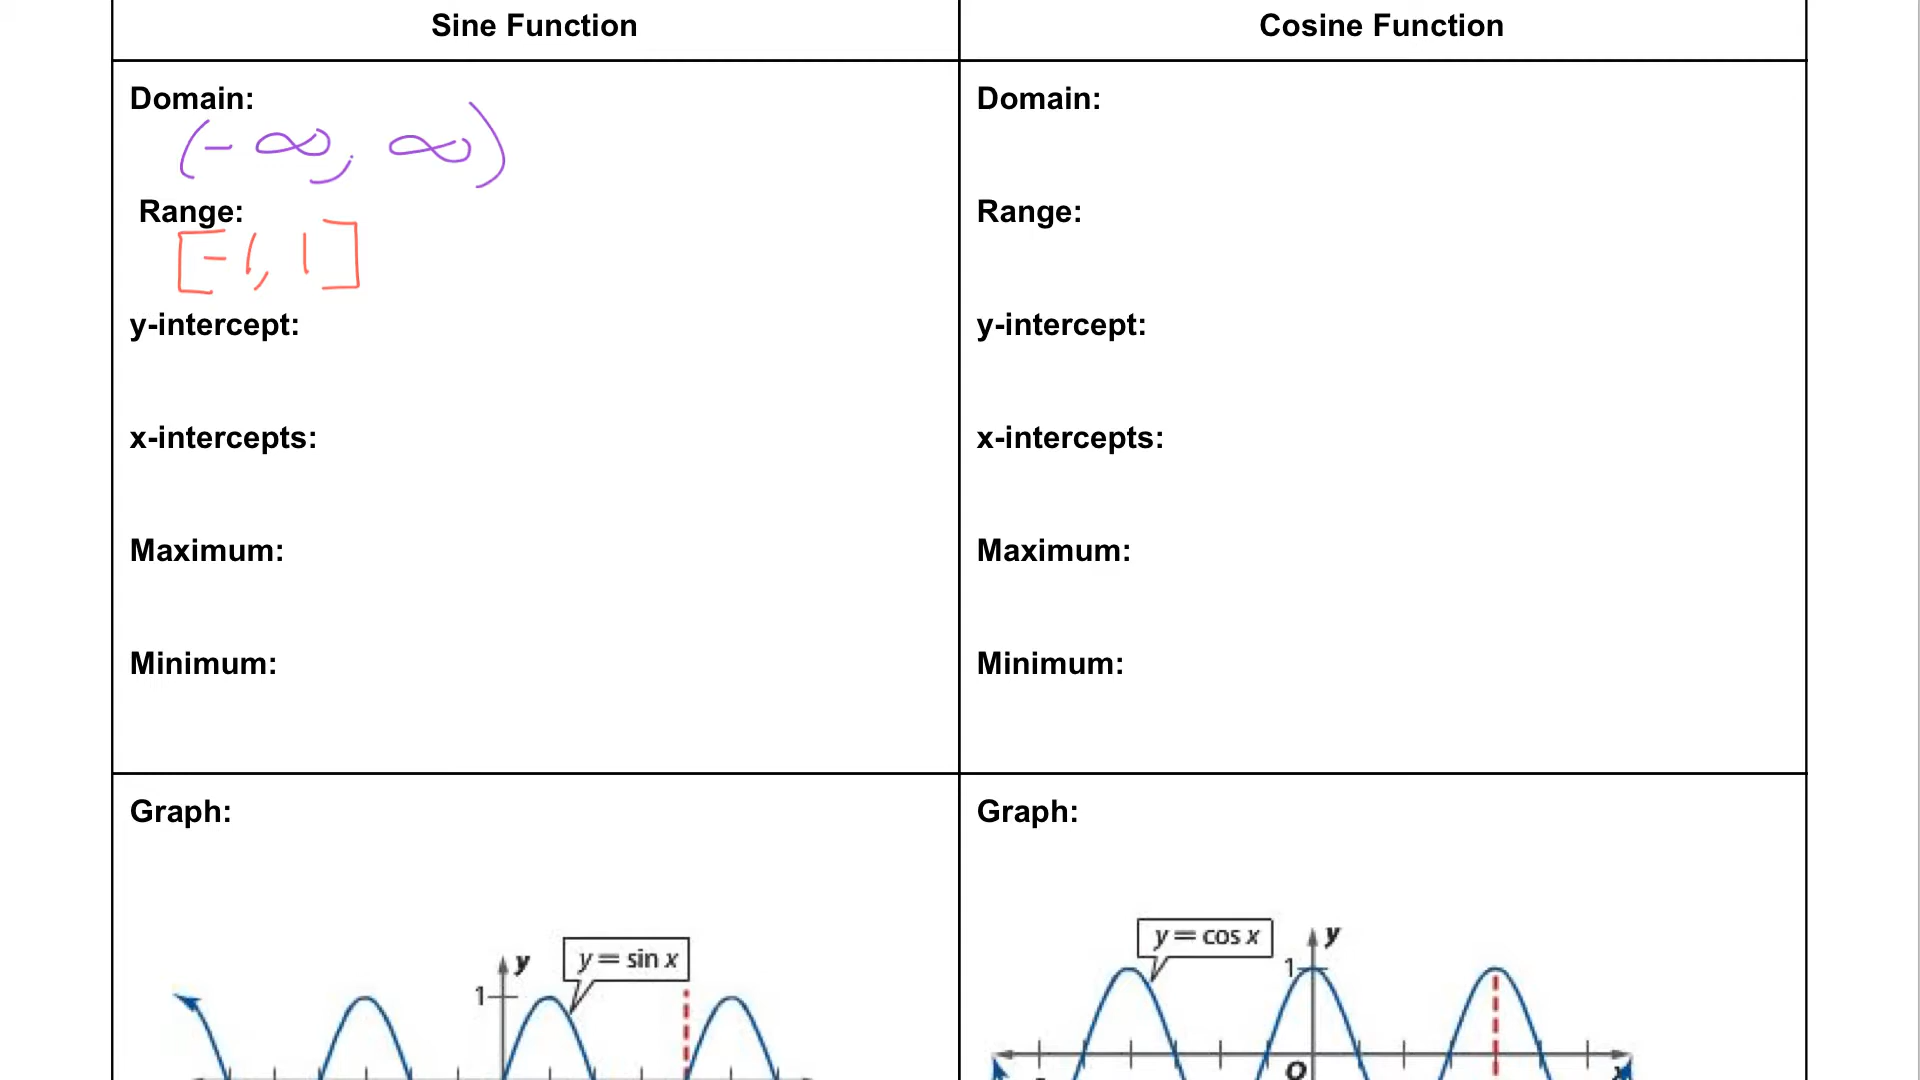 Sine Function
Cosine Function
Domain:
(-∞, ∞)
Range:
[-1, 1]
y-intercept:
x-intercepts:
Maximum:
Minimum:
Domain:
Range:
y-intercept:
x-intercepts:
Maximum:
Minimum:
Graph:
y
y = sin x
1
Graph:
y = cos x
y
1
O